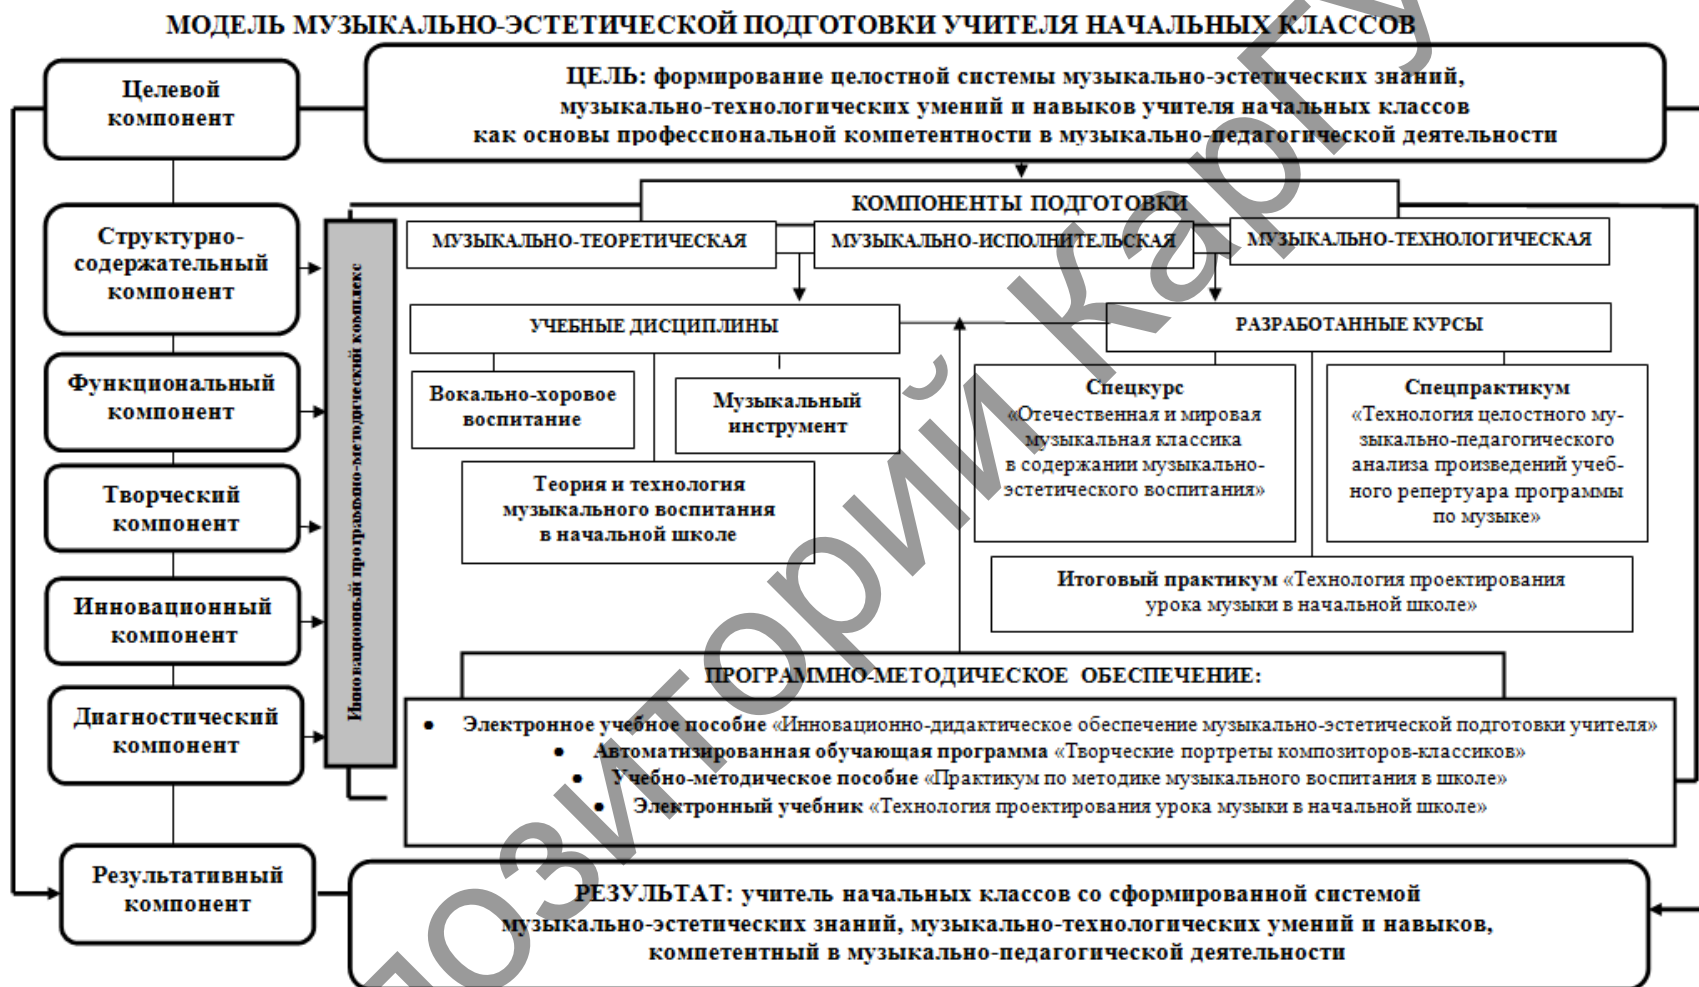 МОДЕЛЬ МУЗЫКАЛЬНО-ЭСТЕТИЧЕСКОЙ ПОДГОТОВКИ УЧИТЕЛЯ НАЧАЛЬНЫХ КЛАССОВ
Целевой
компонент
ЦЕЛЬ: формирование целостной системы музыкально-эстетических знаний,
музыкально-технологических умений и навыков учителя начальных классов
как основы профессиональной компетентности в музыкально-педагогической деятельности
Структурно-
содержательный
компонент
Функциональный
компонент
Творческий
компонент
Инновационный
компонент
Диагностический
компонент
Инновационный программно-методический комплекс
КОМПОНЕНТЫ ПОДГОТОВКИ
МУЗЫКАЛЬНО-ТЕОРЕТИЧЕСКАЯ
МУЗЫКАЛЬНО-ИСПОЛНИТЕЛЬСКАЯ
МУЗЫКАЛЬНО-ТЕХНОЛОГИЧЕСКАЯ
УЧЕБНЫЕ ДИСЦИПЛИНЫ
РАЗРАБОТАННЫЕ КУРСЫ
Вокально-хоровое
воспитание
Музыкальный
инструмент
Теория и технология
музыкального воспитания
в начальной школе
Спецкурс
«Отечественная и мировая
музыкальная классика
в содержании музыкально-
эстетического воспитания»
Спецпрактикум
«Технология целостного му-
зыкально-педагогического
анализа произведений учеб-
ного репертуара программы
по музыке»
Итоговый практикум «Технология проектирования
урока музыки в начальной школе»
ПРОГРАММНО-МЕТОДИЧЕСКОЕ ОБЕСПЕЧЕНИЕ:
• Электронное учебное пособие «Инновационно-дидактическое обеспечение музыкально-эстетической подготовки учителя»
• Автоматизированная обучающая программа «Творческие портреты композиторов-классиков»
• Учебно-методическое пособие «Практикум по методике музыкального воспитания в школе»
• Электронный учебник «Технология проектирования урока музыки в начальной школе»
Результативный
компонент
РЕЗУЛЬТАТ: учитель начальных классов со сформированной системой
музыкально-эстетических знаний, музыкально-технологических умений и навыков,
компетентный в музыкально-педагогической деятельности
позиторий КарГУ